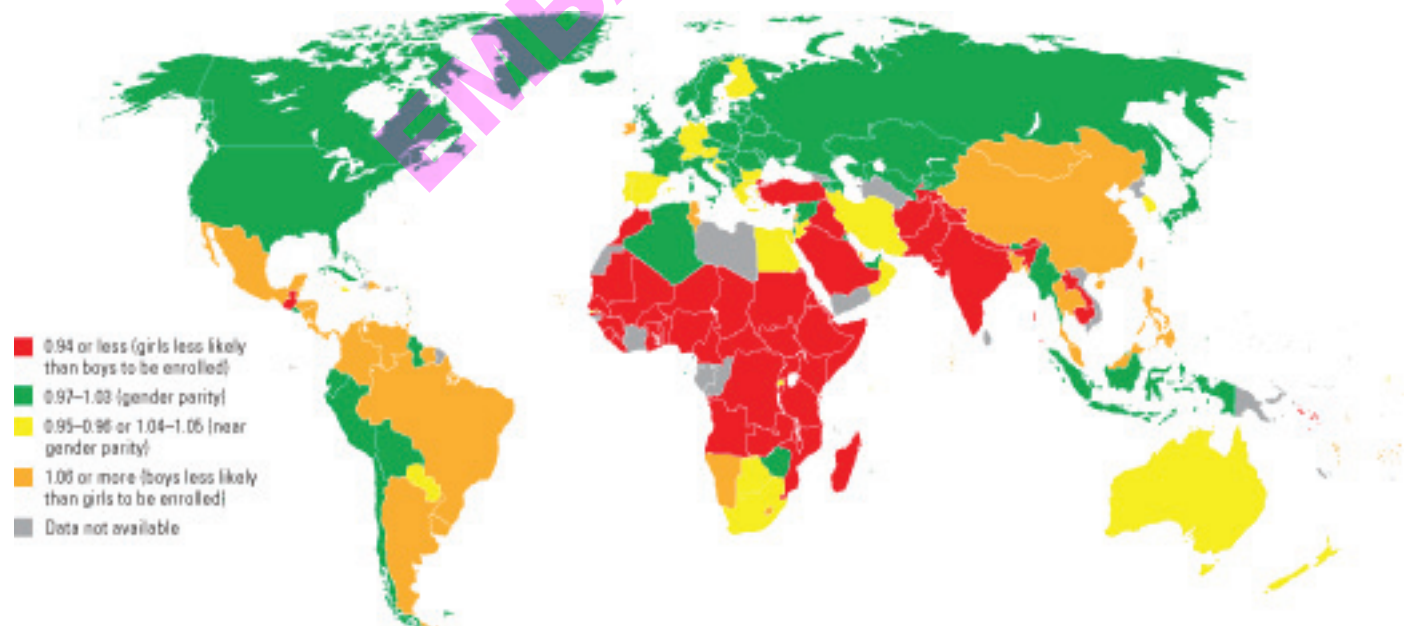 EMB
0.94 or less (girls less likely
than boys to be enrolled)
0.97–1.03 (gender parity)
0.95–0.96 or 1.04–1.05 (near
gender parity)
1.06 or more (boys less likely
than girls to be enrolled)
Data not available